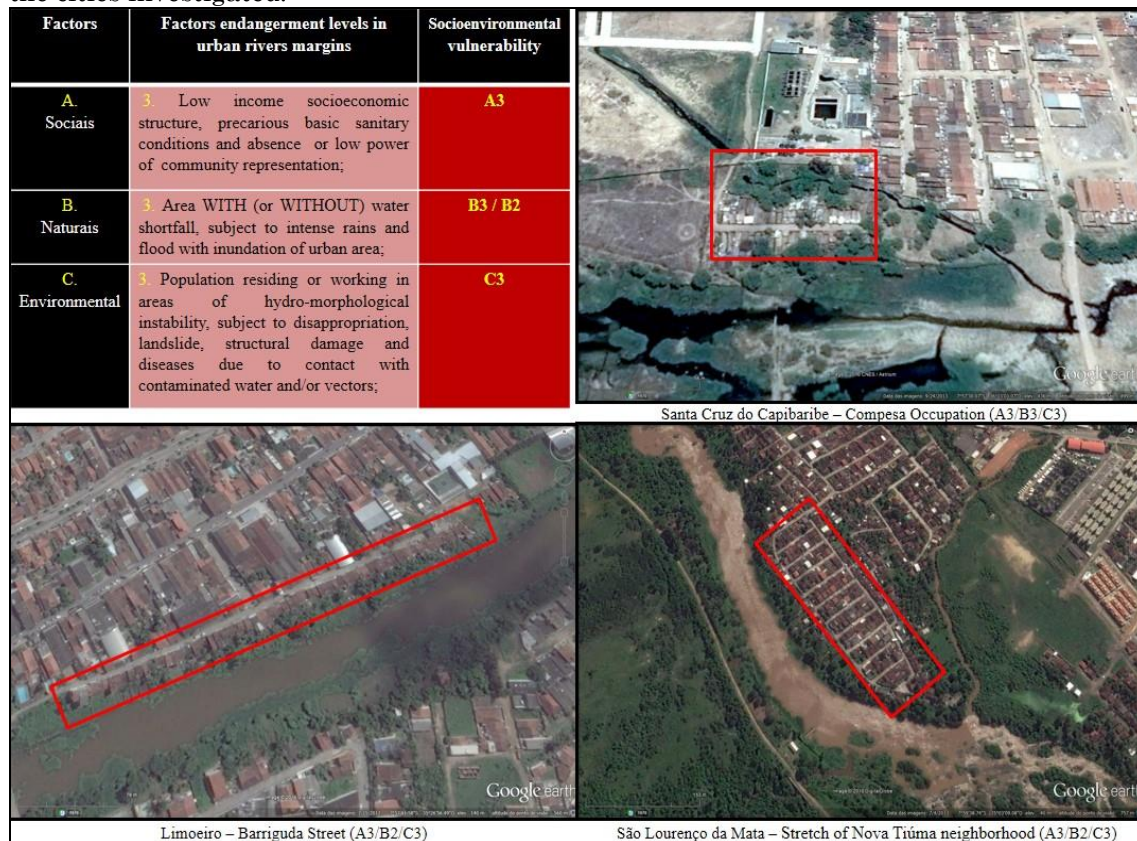 the cities investigated.
Factors
Factors endangerment levels in
urban rivers margins
Socioenvironmental
vulnerability
A.
Sociais
3. Low income socioeconomic
structure, precarious basic sanitary
conditions and absence or low power
of community representation;
A3
B.
Naturais
3. Area WITH (or WITHOUT) water
shortfall, subject to intense rains and
flood with inundation of urban area;
B3 / B2
C.
Environmental
3. Population residing or working in
areas of hydro-morphological
instability, subject to disappropriation,
landslide, structural damage and
diseases due to contact with
contaminated water and/or vectors;
C3
Google earth
Santa Cruz do Capibaribe – Compesa Occupation (A3/B3/C3)
Google earth
Limoeiro – Barriguda Street (A3/B2/C3)
Google earth
São Lourenço da Mata – Stretch of Nova Tiúma neighborhood (A3/B2/C3)